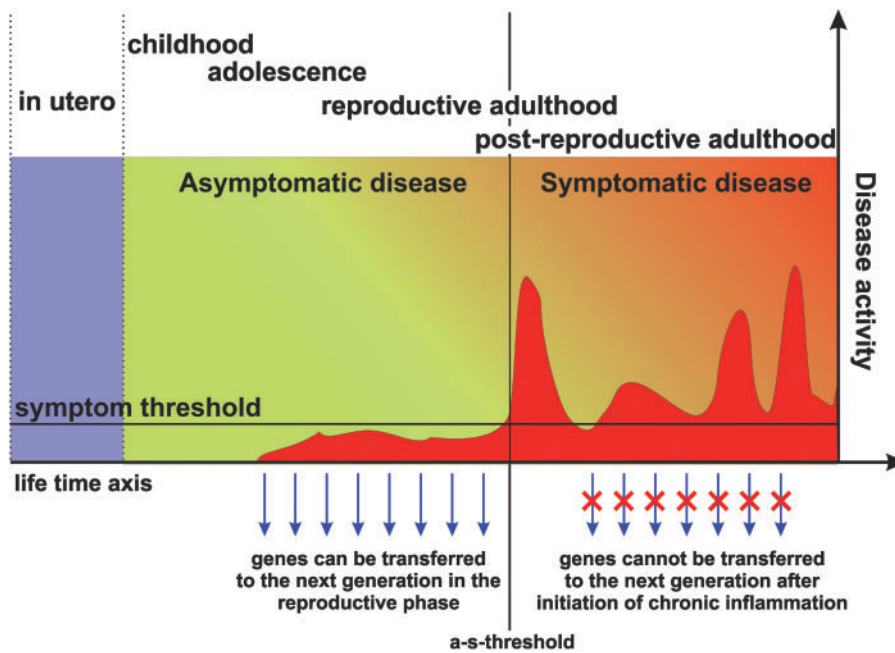 childhood
adolescence
in utero
reproductive adulthood
post-reproductive adulthood
Asymptomatic disease
Symptomatic disease
Disease activity
symptom threshold
life time axis
genes can be transferred
to the next generation in the
reproductive phase
genes cannot be transferred
to the next generation after
initiation of chronic inflammation
a-s-threshold